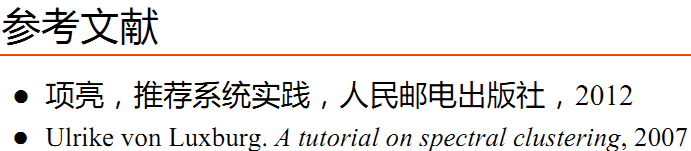 参考文献
● 项亮，推荐系统实践，人民邮电出版社，2012
● Ulrike von Luxburg. A tutorial on spectral clustering, 2007